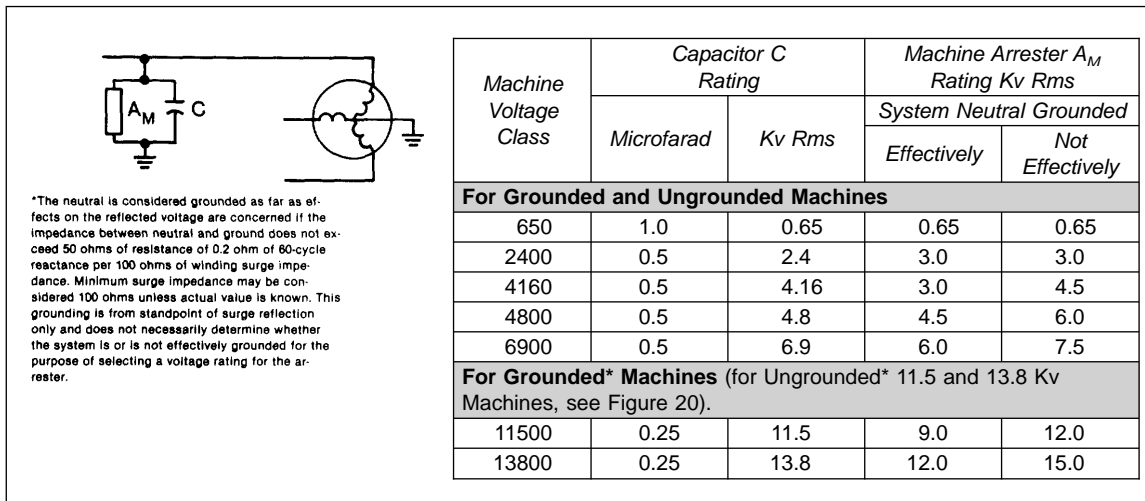 A_M
C
*The neutral is considered grounded as far as ef-
fects on the reflected voltage are concerned if the
impedance between neutral and ground does not ex-
ceed 50 ohms of resistance of 0.2 ohm of 60-cycle
reactance per 100 ohms of winding surge impe-
dance. Minimum surge impedance may be con-
sidered 100 ohms unless actual value is known. This
grounding is from standpoint of surge reflection
only and does not necessarily determine whether
the system is or is not effectively grounded for the
purpose of selecting a voltage rating for the ar-
rester.
Machine
Voltage
Class
Capacitor C
Rating
Machine Arrester A_M
Rating Kv Rms
Microfarad
Kv Rms
System Neutral Grounded
Effectively
Not
Effectively
For Grounded and Ungrounded Machines
650 1.0 0.65 0.65 0.65
2400 0.5 2.4 3.0 3.0
4160 0.5 4.16 3.0 4.5
4800 0.5 4.8 4.5 6.0
6900 0.5 6.9 6.0 7.5
For Grounded* Machines (for Ungrounded* 11.5 and 13.8 Kv
Machines, see Figure 20).
11500 0.25 11.5 9.0 12.0
13800 0.25 13.8 12.0 15.0